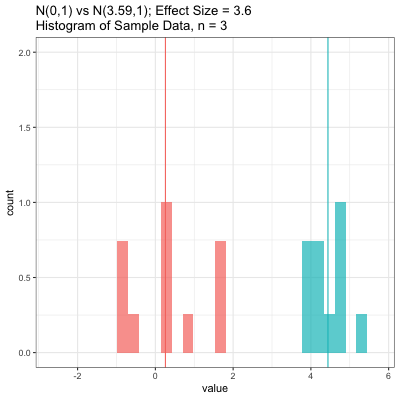 N(0,1) vs N(3.59,1); Effect Size = 3.6
Histogram of Sample Data, n = 3
2.0
1.5
count
1.0
0.5
0.0
-2 0 2 4 6
value